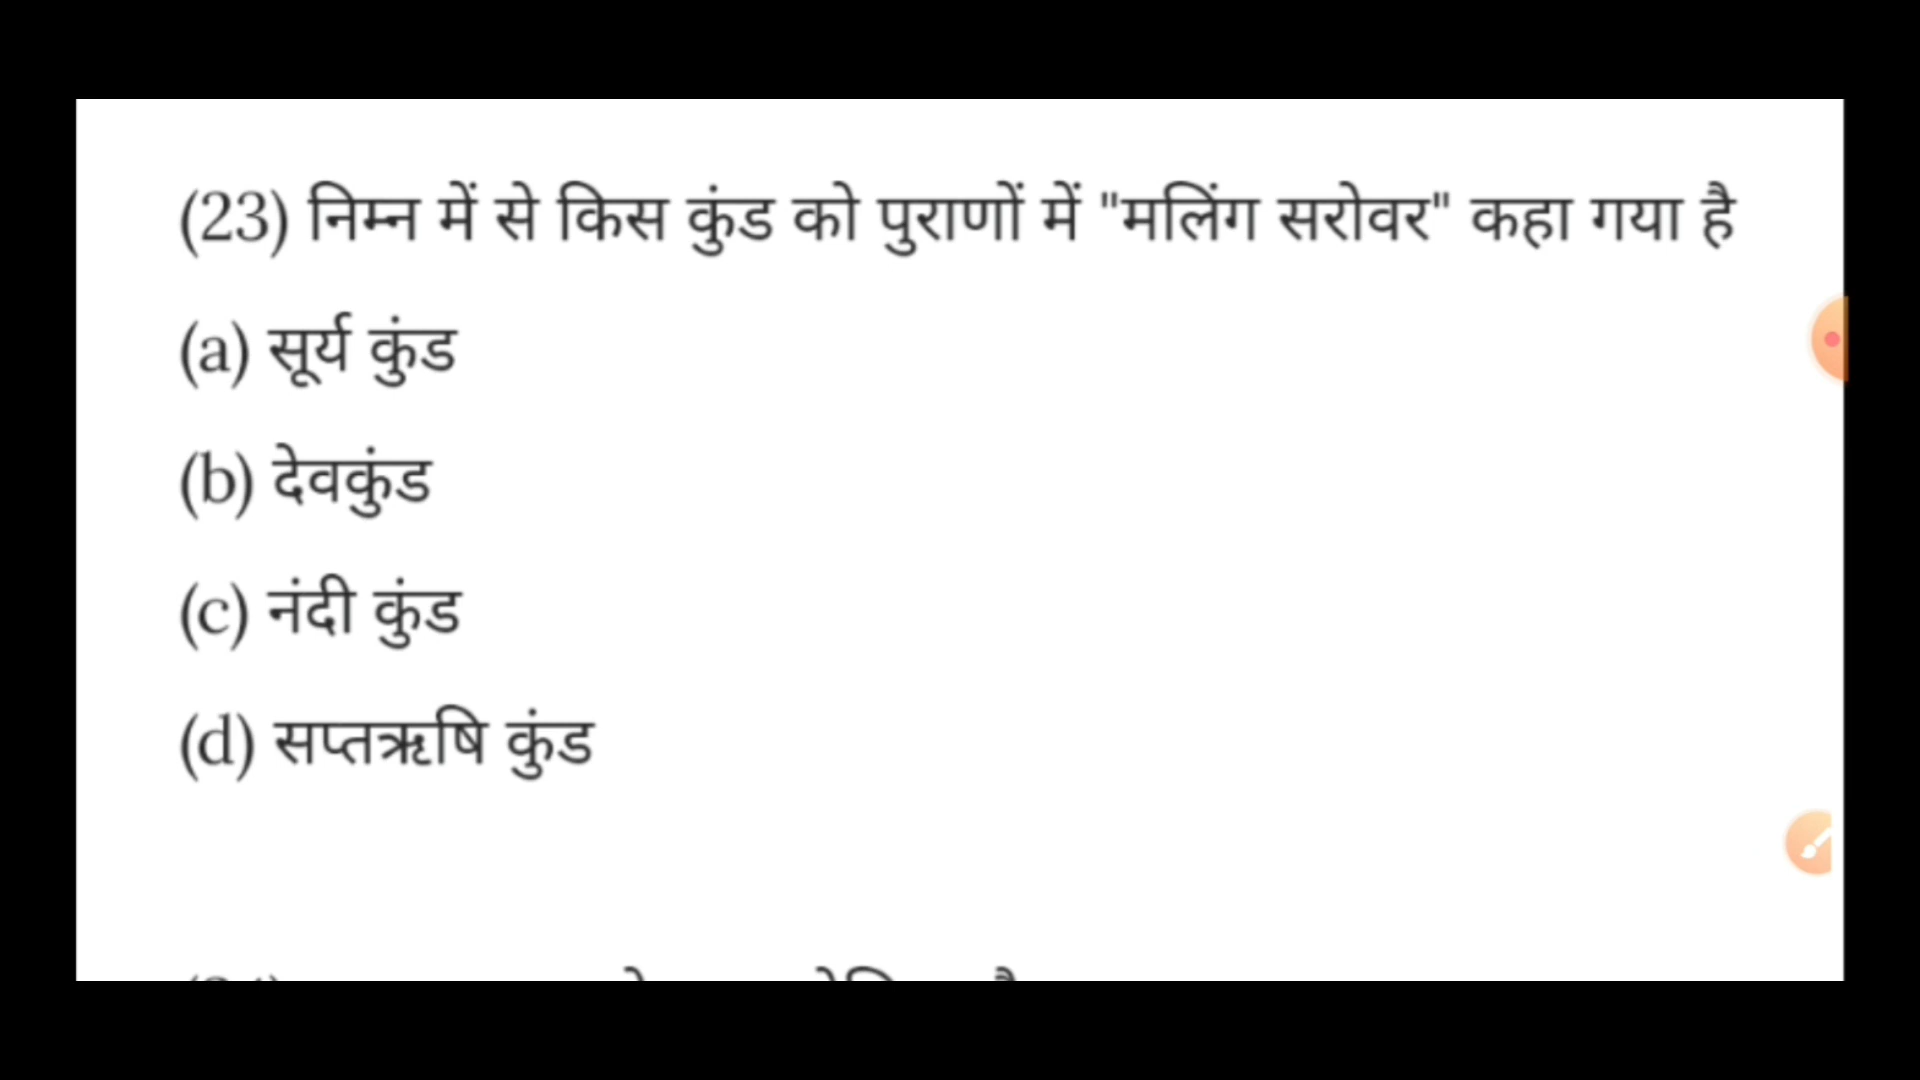 (23) निम्न में से किस कुंड को पुराणों में "मलिंग सरोवर" कहा गया है
(a) सूर्य कुंड
(b) देवकुंड
(c) नंदी कुंड
(d) सप्तऋषि कुंड